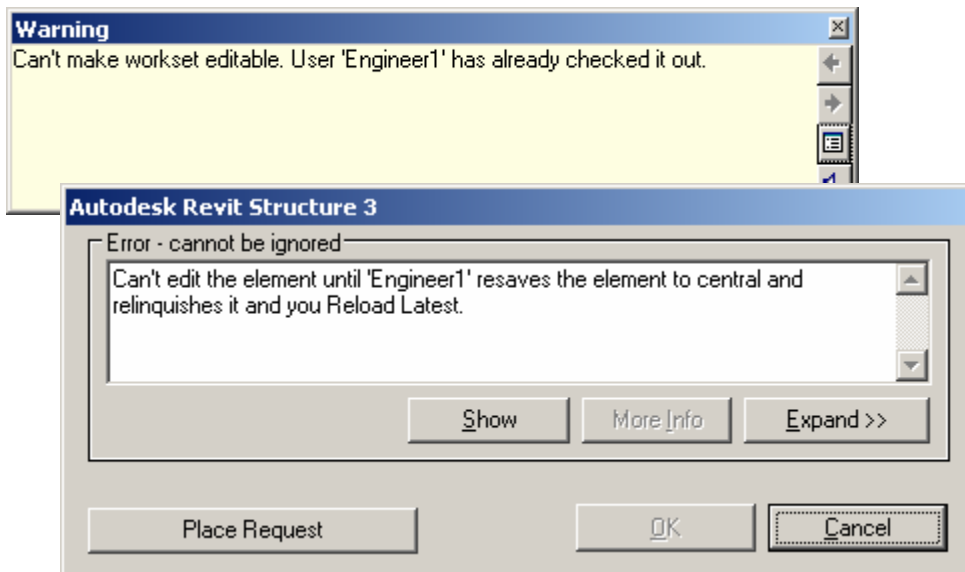 Warning
Can't make workset editable. User 'Engineer1' has already checked it out.
Autodesk Revit Structure 3
Error - cannot be ignored
Can't edit the element until 'Engineer1' resaves the element to central and
relinquishes it and you Reload Latest.
Show
More Info
Expand >>
Place Request
OK
Cancel